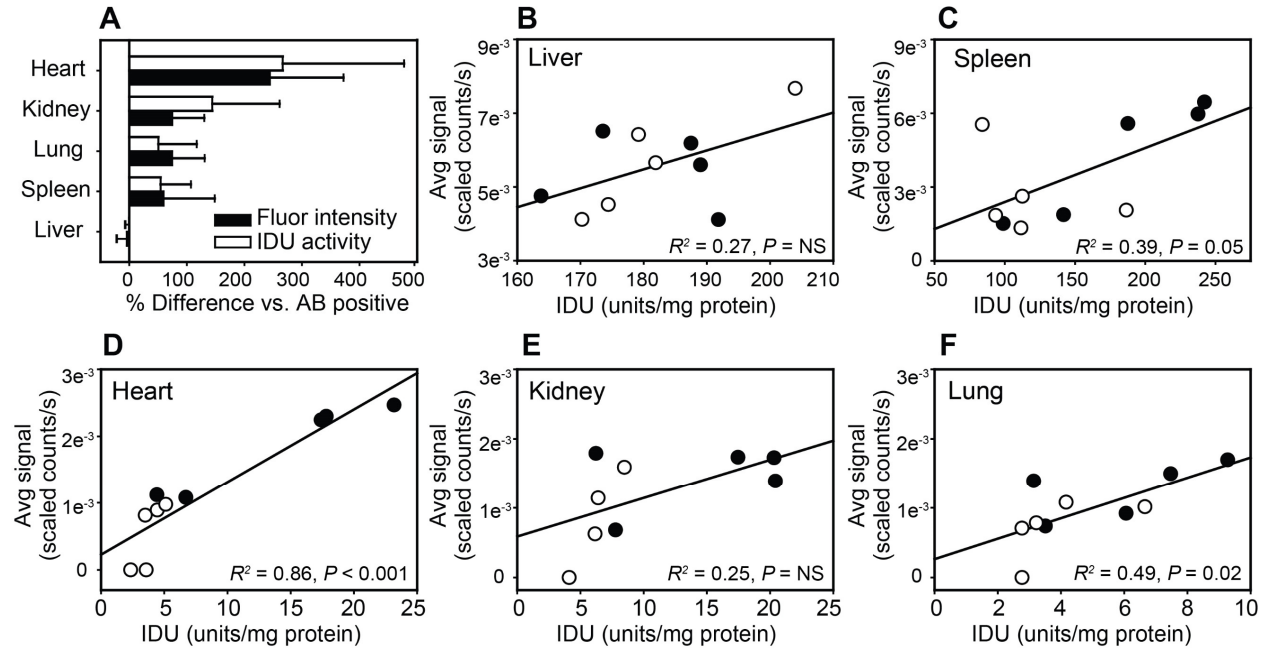 A
Heart
Kidney
Lung
Spleen
Liver
Fluor intensity
IDU activity
0 100 200 300 400 500
% Difference vs. AB positive
B
Liver
Avg signal
(scaled counts/s)
9e-3
7e-3
5e-3
3e-3
R² = 0.27, P = NS
160 170 180 190 200 210
IDU (units/mg protein)
C
Spleen
Avg signal
(scaled counts/s)
9e-3
6e-3
3e-3
0
R² = 0.39, P = 0.05
50 100 150 200 250
IDU (units/mg protein)
D
Heart
Avg signal
(scaled counts/s)
3e-3
2e-3
1e-3
0
R² = 0.86, P < 0.001
0 5 10 15 20 25
IDU (units/mg protein)
E
Kidney
Avg signal
(scaled counts/s)
3e-3
2e-3
1e-3
0
R² = 0.25, P = NS
0 5 10 15 20 25
IDU (units/mg protein)
F
Lung
Avg signal
(scaled counts/s)
3e-3
2e-3
1e-3
0
R² = 0.49, P = 0.02
0 2 4 6 8 10
IDU (units/mg protein)